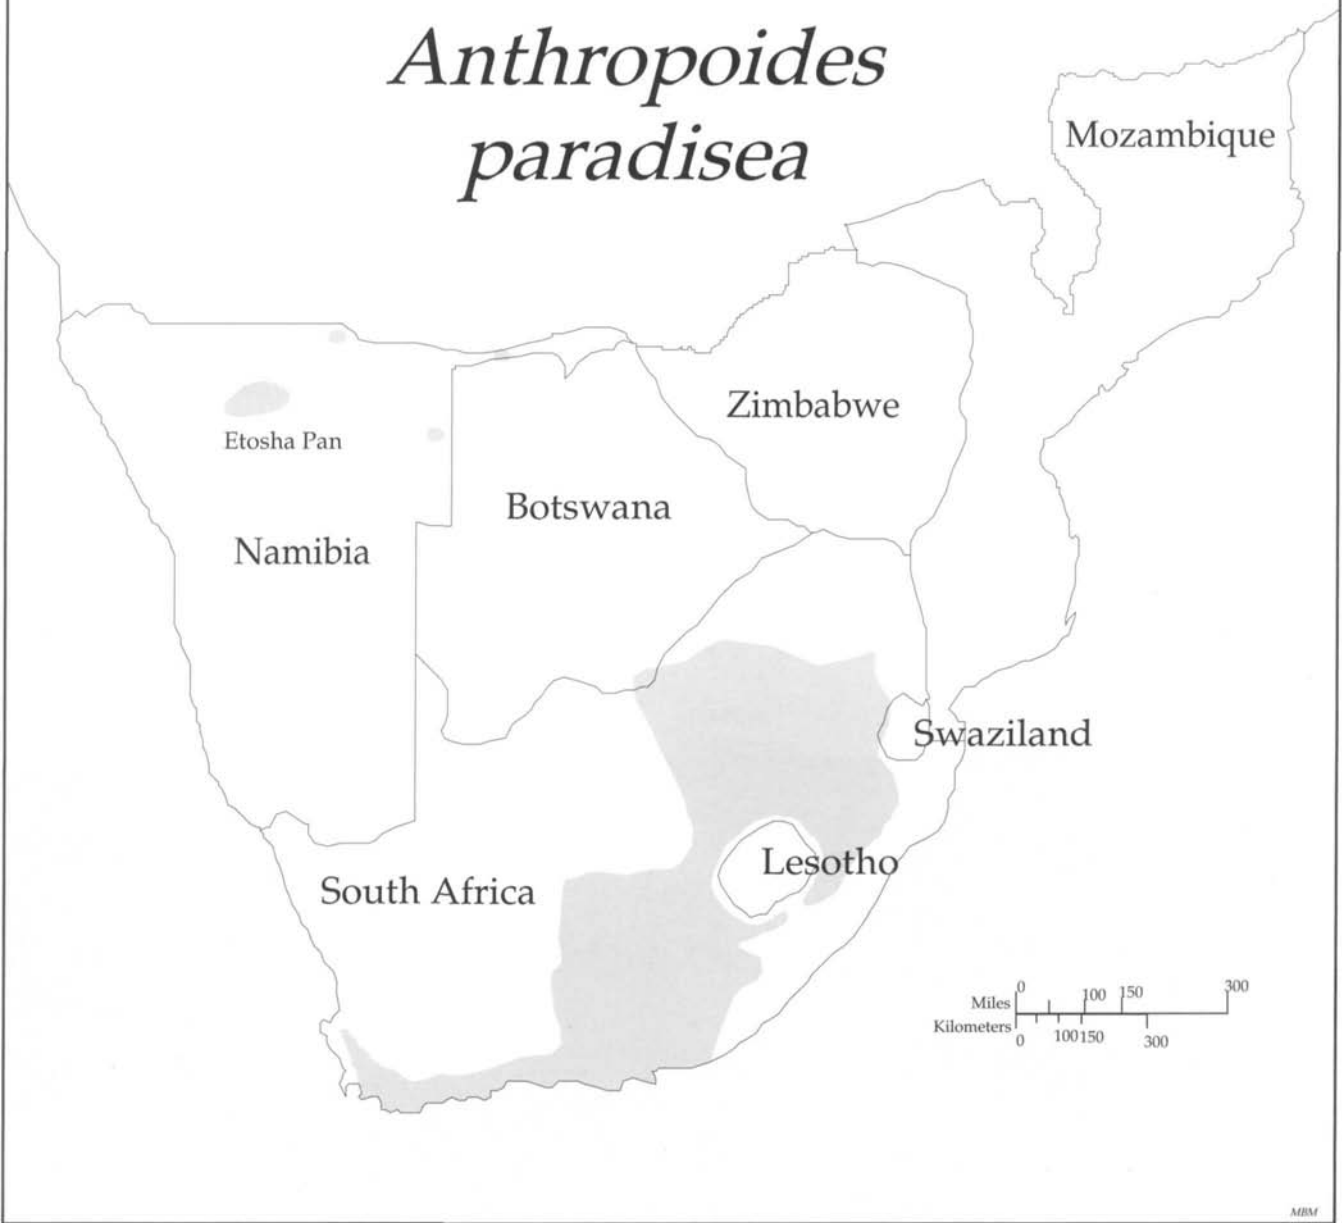 Anthropoides
paradisea
Mozambique
Zimbabwe
Etosha Pan
Botswana
Namibia
Swaziland
Lesotho
South Africa
0 100 150 300
Miles
Kilometers
0 100 150 300
MBM